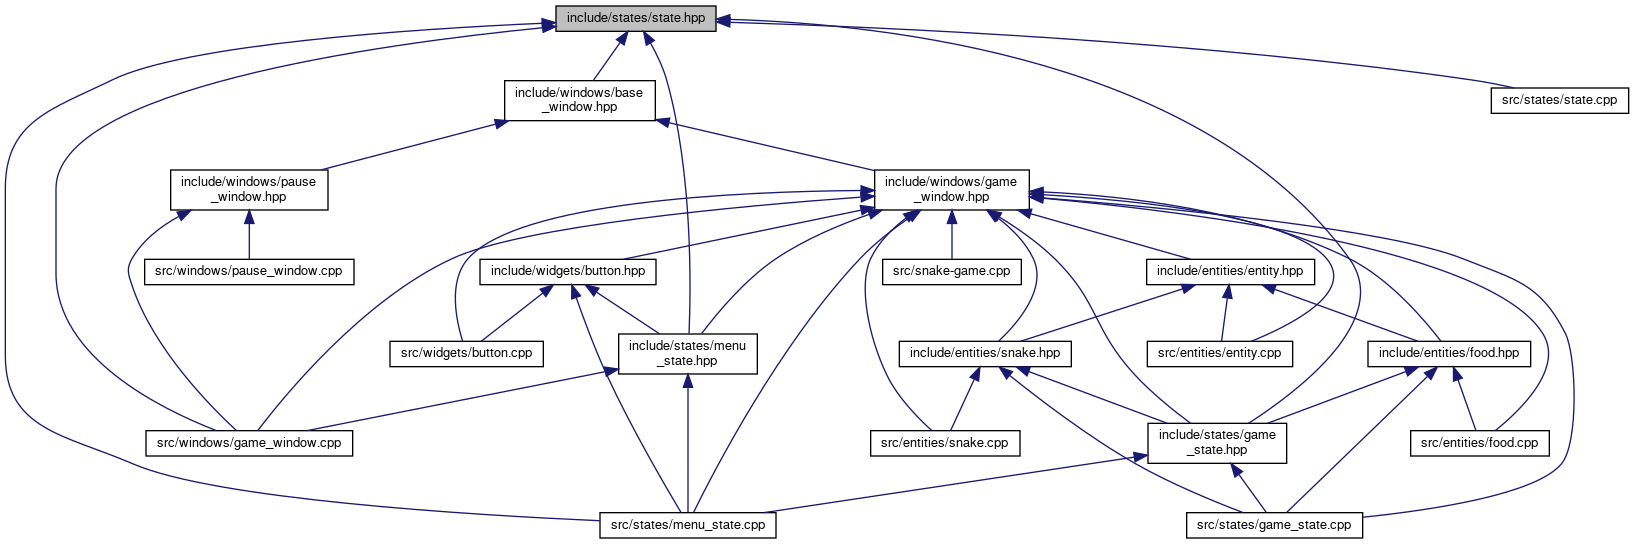 include/states/state.hpp
include/windows/base
_window.hpp
src/states/state.cpp
include/windows/pause
_window.hpp
include/windows/game
_window.hpp
src/windows/pause_window.cpp
include/widgets/button.hpp
src/snake-game.cpp
include/entities/entity.hpp
src/widgets/button.cpp
include/states/menu
_state.hpp
include/entities/snake.hpp
src/entities/entity.cpp
include/entities/food.hpp
src/windows/game_window.cpp
src/entities/snake.cpp
include/states/game
_state.hpp
src/entities/food.cpp
src/states/menu_state.cpp
src/states/game_state.cpp